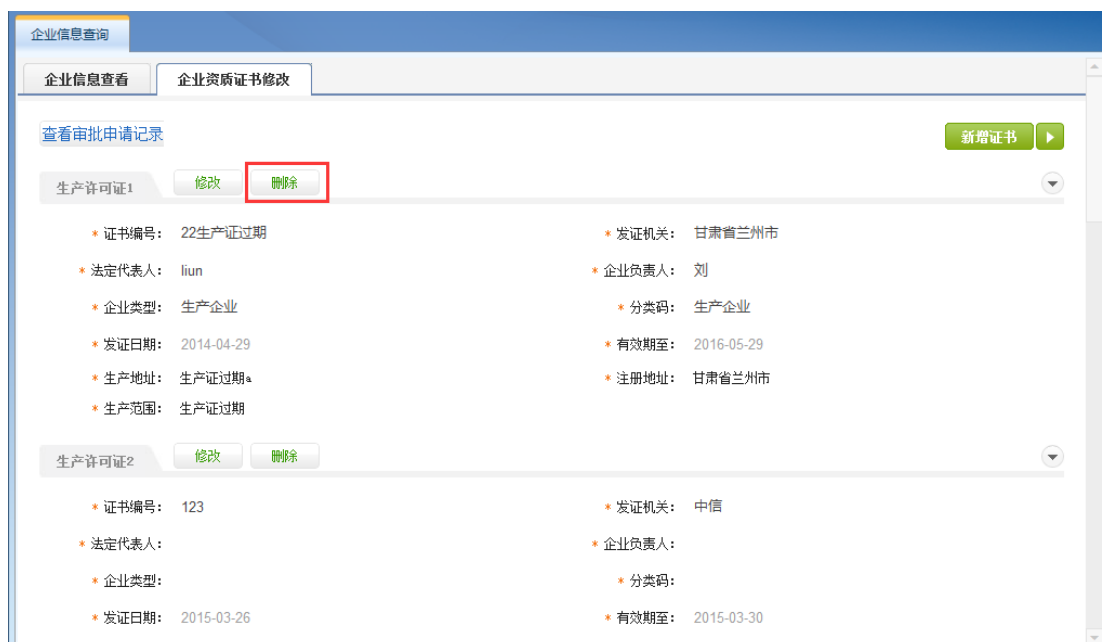 企业信息查询
企业信息查看 企业资质证书修改
查看审批申请记录 新增证书
生产许可证1 修改 删除
* 证书编号： 22生产证过期 * 发证机关： 甘肃省兰州市
* 法定代表人： liun * 企业负责人： 刘
* 企业类型： 生产企业 * 分类码： 生产企业
* 发证日期： 2014-04-29 * 有效期至： 2016-05-29
* 生产地址： 生产证过期a * 注册地址： 甘肃省兰州市
* 生产范围： 生产证过期
生产许可证2 修改 删除
* 证书编号： 123 * 发证机关： 中信
* 法定代表人： * 企业负责人：
* 企业类型： * 分类码：
* 发证日期： 2015-03-26 * 有效期至： 2015-03-30